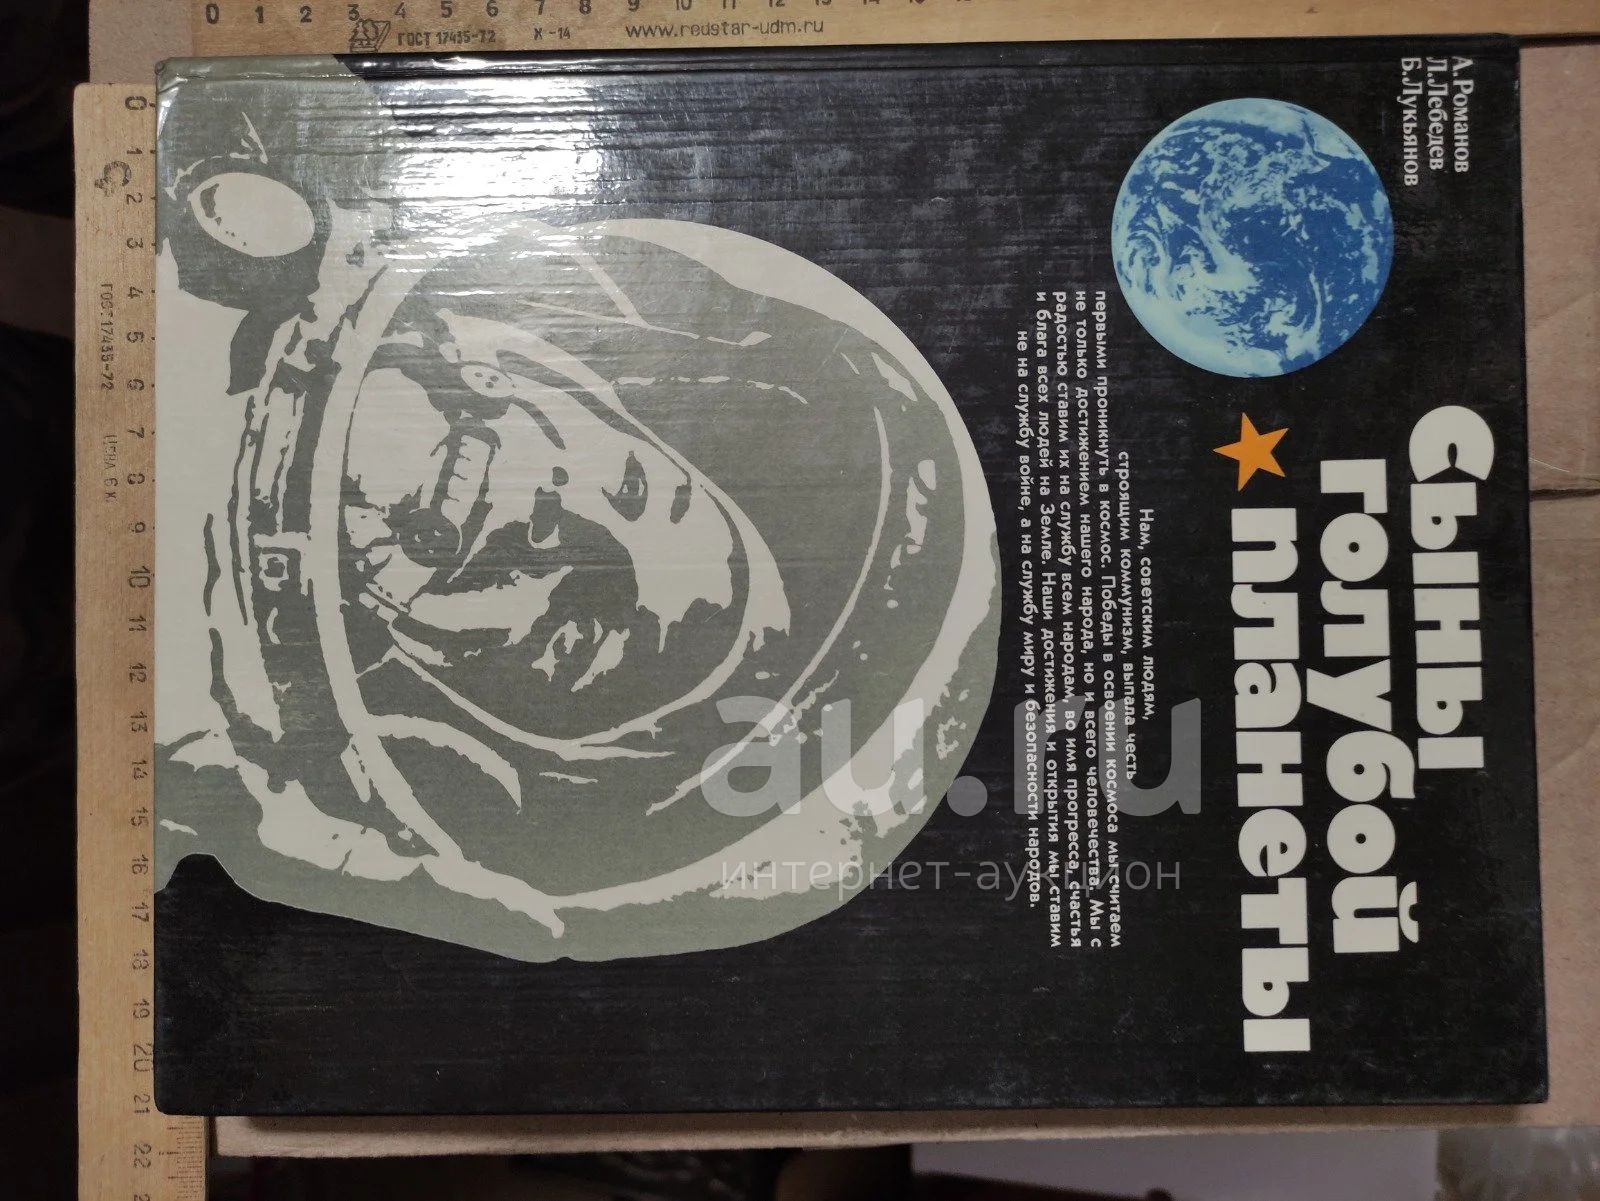 А.Романов
Л.Лебедев
Б.Лукьянов
СЫНЫ
ГОЛУБОЙ
ПЛАНЕТЫ
Нам, советским людям,
строящим коммунизм, выпала честь
первыми проникнуть в космос. Победы в освоении космоса мы считаем
не только достижением нашего народа, но и всего человечества. Мы с
радостью ставим их на службу всем народам, во имя прогресса, счастья
и блага всех людей на Земле. Наши достижения и открытия мы ставим
не на службу войне, а на службу миру и безопасности народов.
0 1 2 3 4 5 6 7 8 9 10 11 12 13 14
ГОСТ 17435-72 Ж-14 www.redstar-udm.ru
0 1 2 3 4 5 6 7 8 9 10 11 12 13 14 15 16 17 18 19 20 21 22
ГОСТ 17435-72 ЦЕНА 6 К.
au.ru
интернет-аукцион